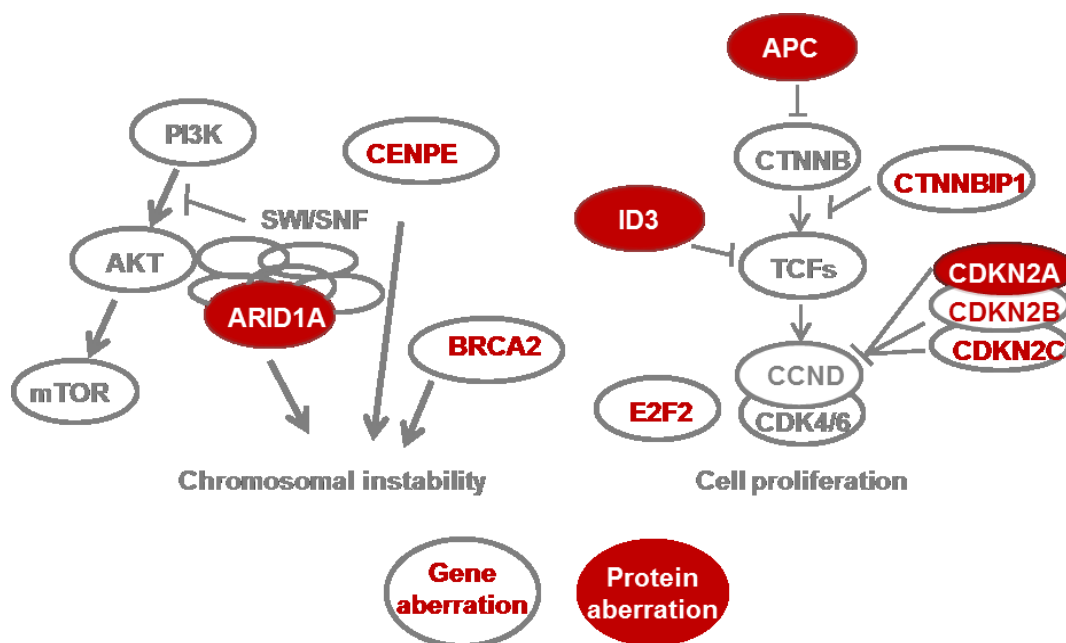 APC
PI3K
CENPE
CTNNB
CTNNBIP1
SWI/SNF
ID3
AKT
TCFs
CDKN2A
ARID1A
CDKN2B
BRCA2
CDKN2C
mTOR
CCND
E2F2
CDK4/6
Chromosomal instability
Cell proliferation
Gene
aberration
Protein
aberration